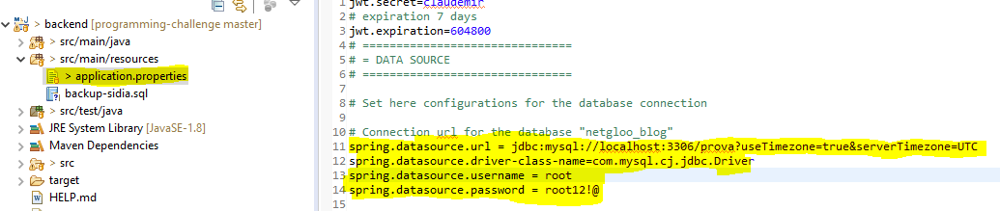 backend [programming-challenge master]
> src/main/java
> src/main/resources
> application.properties
backup-sidia.sql
> src/test/java
JRE System Library [JavaSE-1.8]
Maven Dependencies
> src
target
HELP.md
1 jwt.secret=claudemir
2 # expiration 7 days
3 jwt.expiration=604800
4 # ===============================
5 # = DATA SOURCE
6 # ===============================
7
8 # Set here configurations for the database connection
9
10 # Connection url for the database "netgloo_blog"
11 spring.datasource.url = jdbc:mysql://localhost:3306/prova?useTimezone=true&serverTimezone=UTC
12 spring.datasource.driver-class-name=com.mysql.cj.jdbc.Driver
13 spring.datasource.username = root
14 spring.datasource.password = root12!@
15